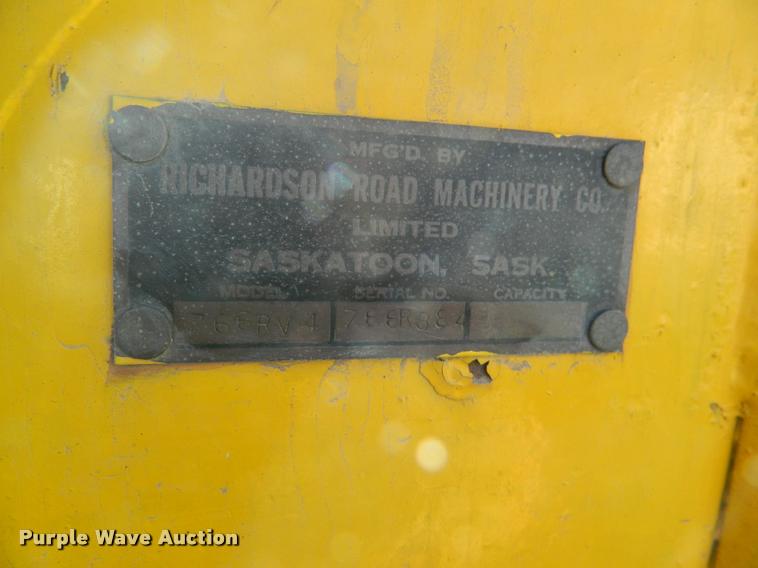 MFG'D. BY
RICHARDSON ROAD MACHINERY CO.
LIMITED
SASKATOON, SASK.
MODEL SERIAL NO. CAPACITY
Purple Wave Auction